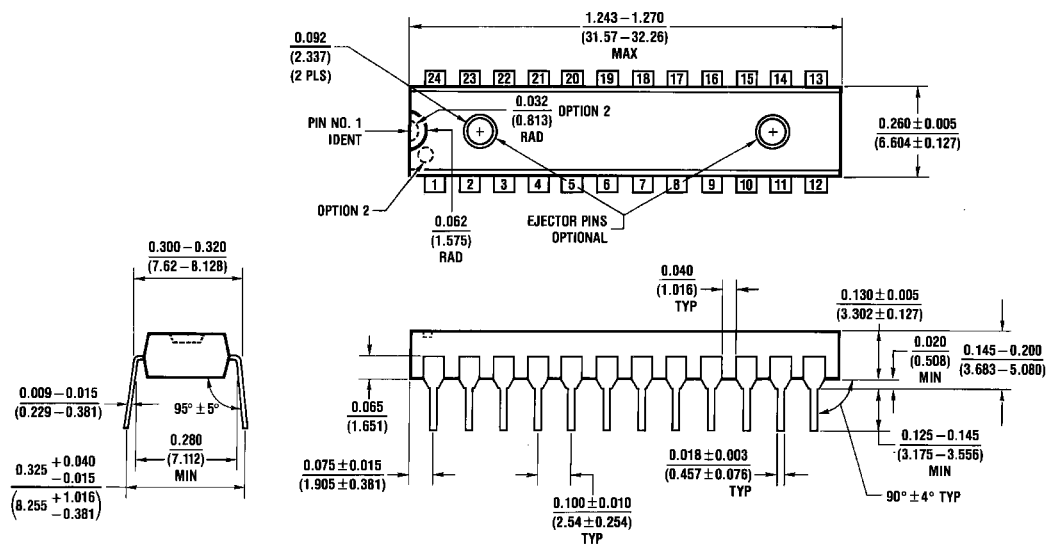 1.243–1.270
(31.57–32.26)
MAX
0.092
(2.337)
(2 PLS)
24 23 22 21 20 19 18 17 16 15 14 13
0.032
(0.813)
RAD
OPTION 2
PIN NO. 1
IDENT
0.260±0.005
(6.604±0.127)
1 2 3 4 5 6 7 8 9 10 11 12
OPTION 2
0.062
(1.575)
RAD
EJECTOR PINS
OPTIONAL
0.300–0.320
(7.62–8.128)
0.040
(1.016)
TYP
0.130±0.005
(3.302±0.127)
0.020
(0.508)
MIN
0.145–0.200
(3.683–5.080)
0.009–0.015
(0.229–0.381)
95°±5°
0.065
(1.651)
0.280
(7.112)
MIN
0.125–0.145
(3.175–3.556)
MIN
0.325 +0.040 −0.015
(8.255 +1.016 −0.381)
0.075±0.015
(1.905±0.381)
0.018±0.003
(0.457±0.076)
TYP
90°±4° TYP
0.100±0.010
(2.54±0.254)
TYP